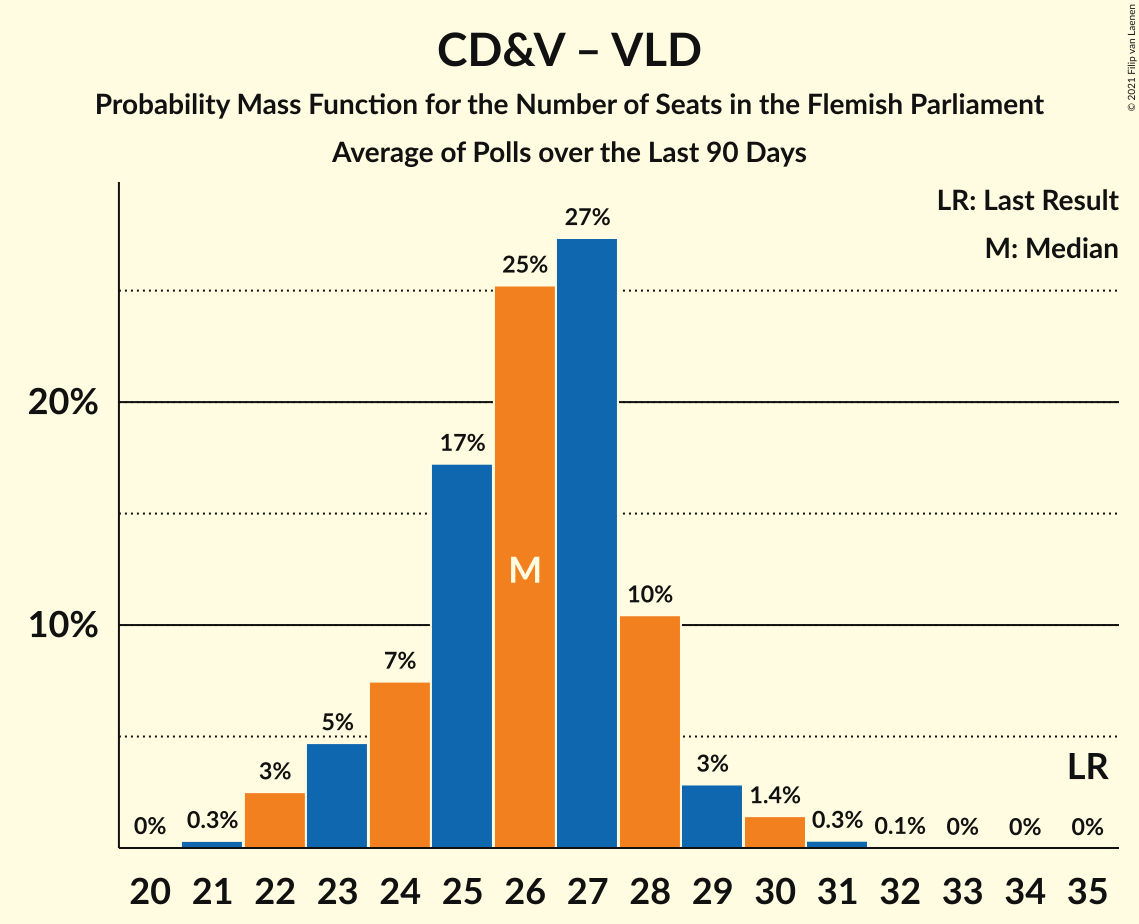 CD&V – VLD
Probability Mass Function for the Number of Seats in the Flemish Parliament
Average of Polls over the Last 90 Days
© 2021 Filip van Laenen
LR: Last Result
M: Median
27%
25%
20%
17%
M
10%
10%
7%
5%
3%
3%
LR
1.4%
0% 0.3% 0.3% 0.1% 0% 0% 0%
20 21 22 23 24 25 26 27 28 29 30 31 32 33 34 35